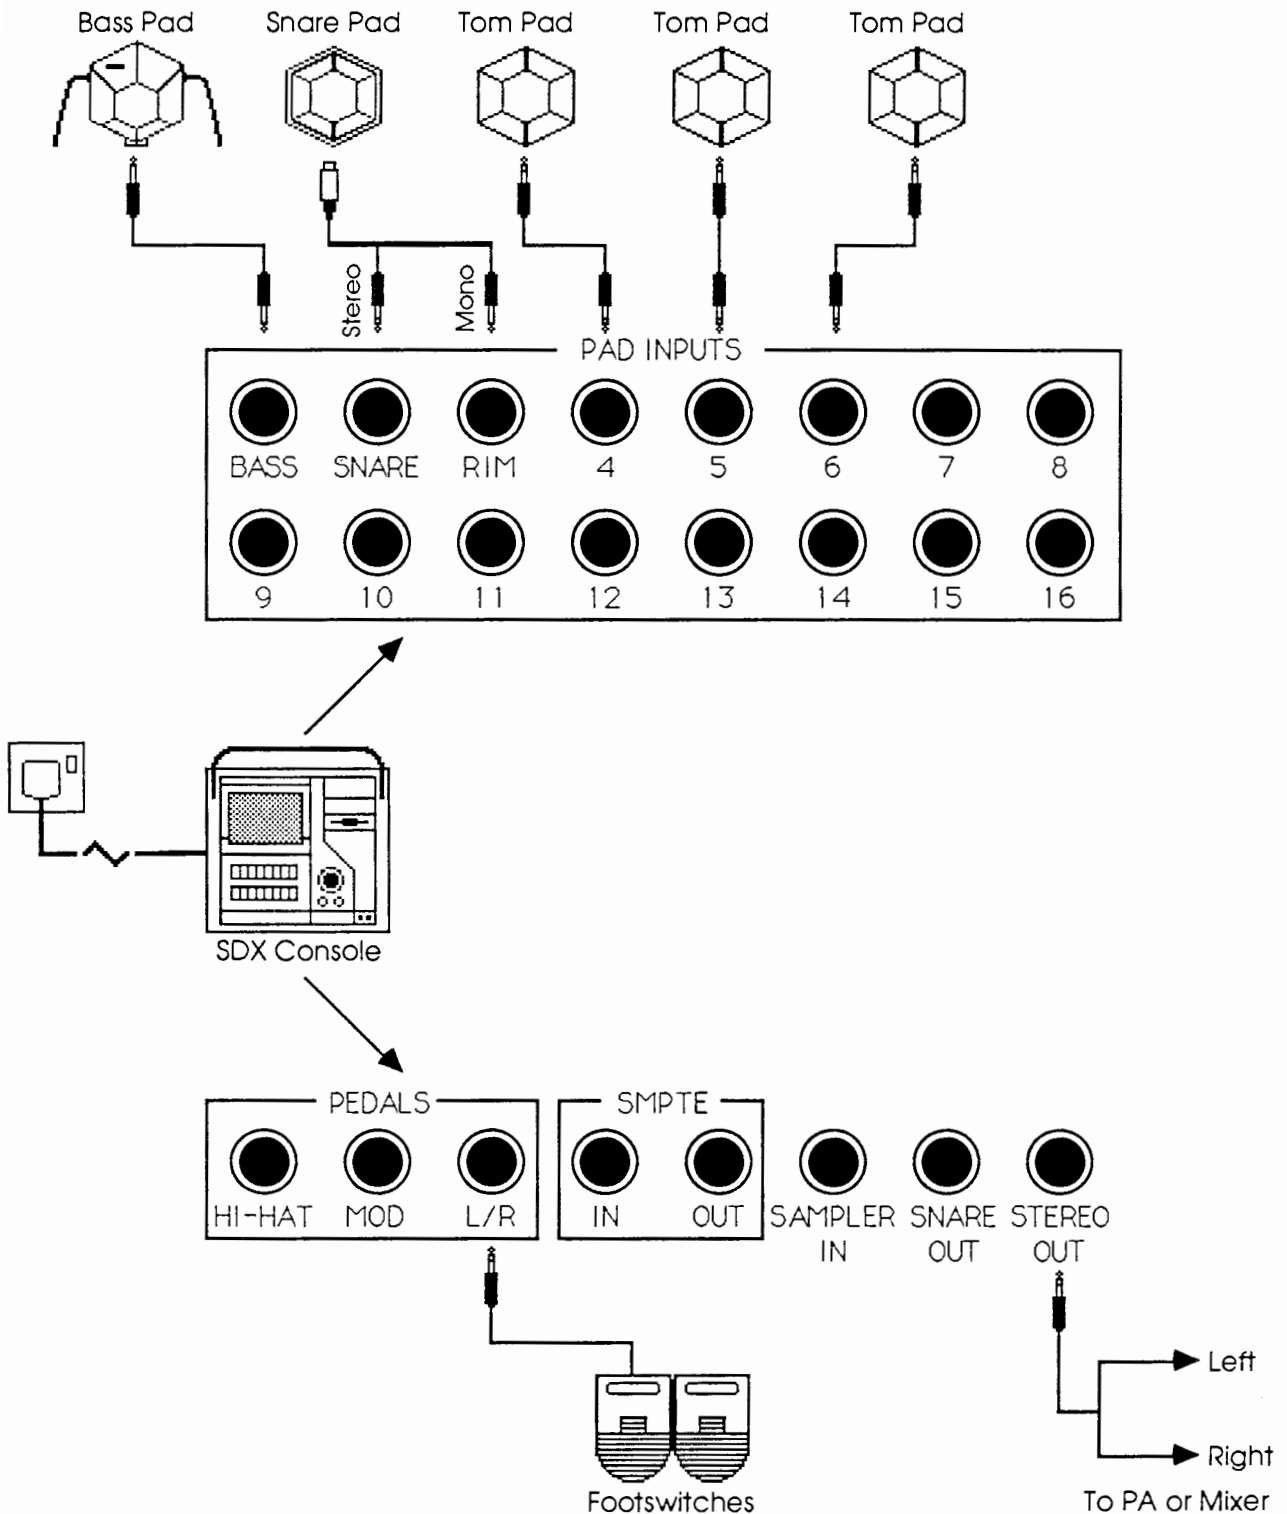 Bass Pad Snare Pad Tom Pad Tom Pad Tom Pad
Stereo
Mono
PAD INPUTS
BASS SNARE RIM 4 5 6 7 8
9 10 11 12 13 14 15 16
SDX Console
PEDALS SMPTE
HI-HAT MOD L/R IN OUT SAMPLER IN SNARE OUT STEREO OUT
Left
Right
Footswitches To PA or Mixer